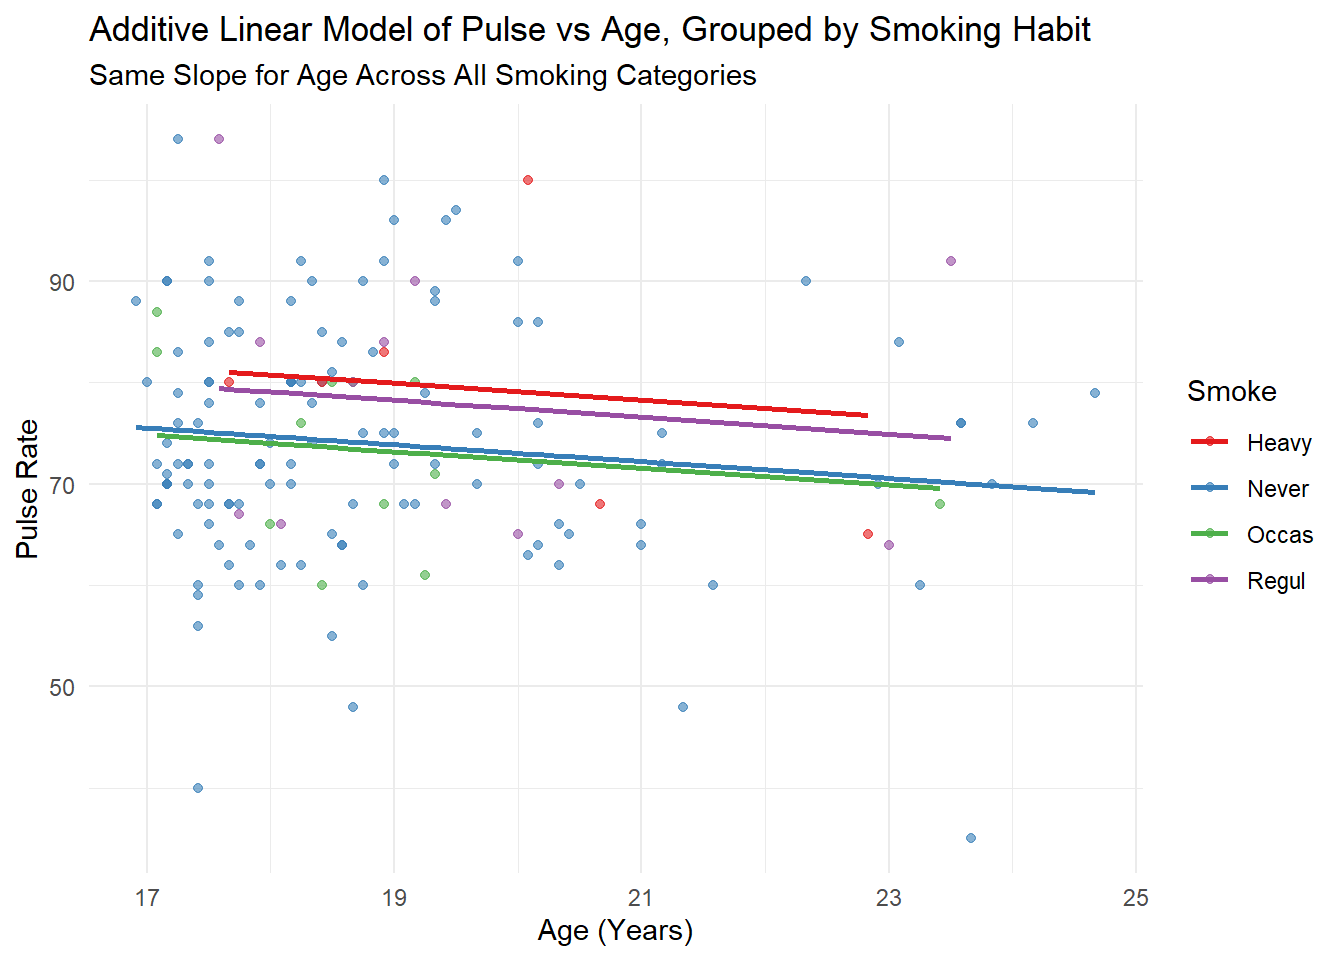 Additive Linear Model of Pulse vs Age, Grouped by Smoking Habit
Same Slope for Age Across All Smoking Categories
Pulse Rate
90
70
50
17 19 21 23 25
Age (Years)
Smoke
Heavy
Never
Occas
Regul